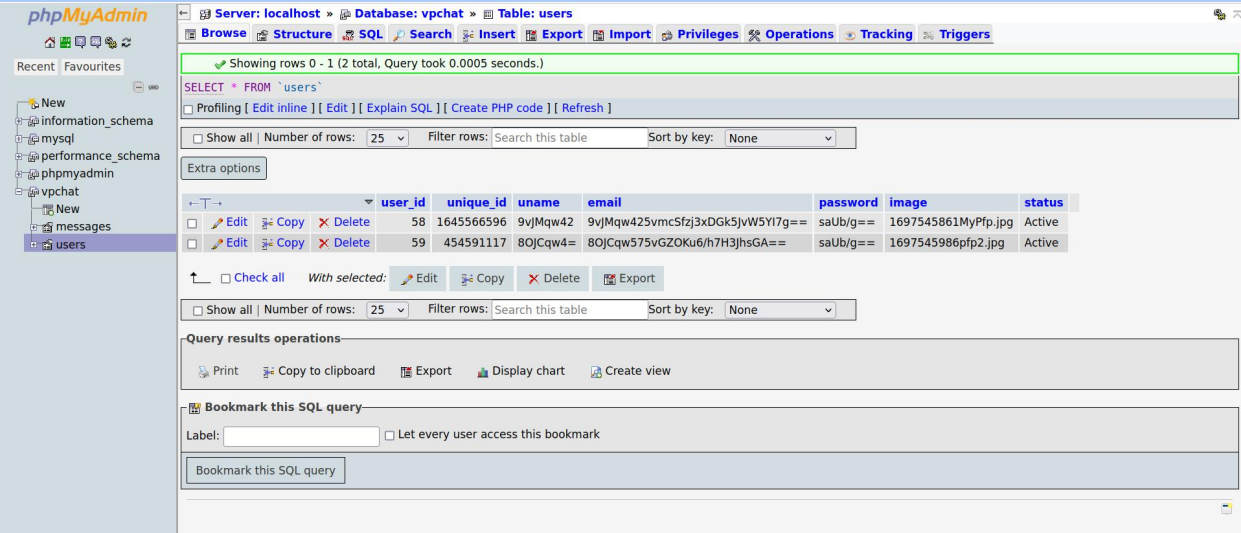 phpMyAdmin
Recent Favourites
New
information_schema
mysql
performance_schema
phpmyadmin
vpchat
New
messages
users
Server: localhost » Database: vpchat » Table: users
Browse Structure SQL Search Insert Export Import Privileges Operations Tracking Triggers
Showing rows 0 - 1 (2 total, Query took 0.0005 seconds.)
SELECT * FROM `users`
Profiling [ Edit inline ] [ Edit ] [ Explain SQL ] [ Create PHP code ] [ Refresh ]
Show all | Number of rows: 25 Filter rows: Search this table Sort by key: None
Extra options
user_id unique_id uname email password image status
Edit Copy Delete 58 1645566596 9vJMqw42 9vJMqw425vmcSfzj3xDGk5JvW5YI7g== saUb/g== 1697545861MyPfp.jpg Active
Edit Copy Delete 59 454591117 8OJCqw4= 8OJCqw575vGZOKu6/h7H3JhsGA== saUb/g== 1697545986pfp2.jpg Active
Check all With selected: Edit Copy Delete Export
Show all | Number of rows: 25 Filter rows: Search this table Sort by key: None
Query results operations
Print Copy to clipboard Export Display chart Create view
Bookmark this SQL query
Label: Let every user access this bookmark
Bookmark this SQL query